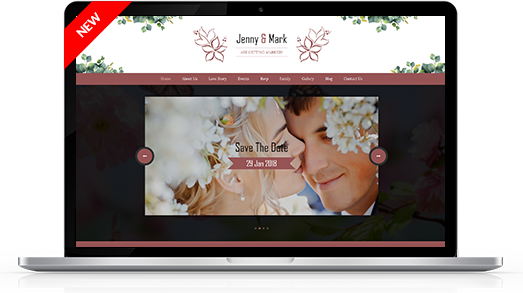 NEW
Jenny & Mark
ARE GETTING MARRIED
Home About Us Love Story Events Rsvp Family Gallery Blog Contact Us
Save The Date
29 Jan 2018